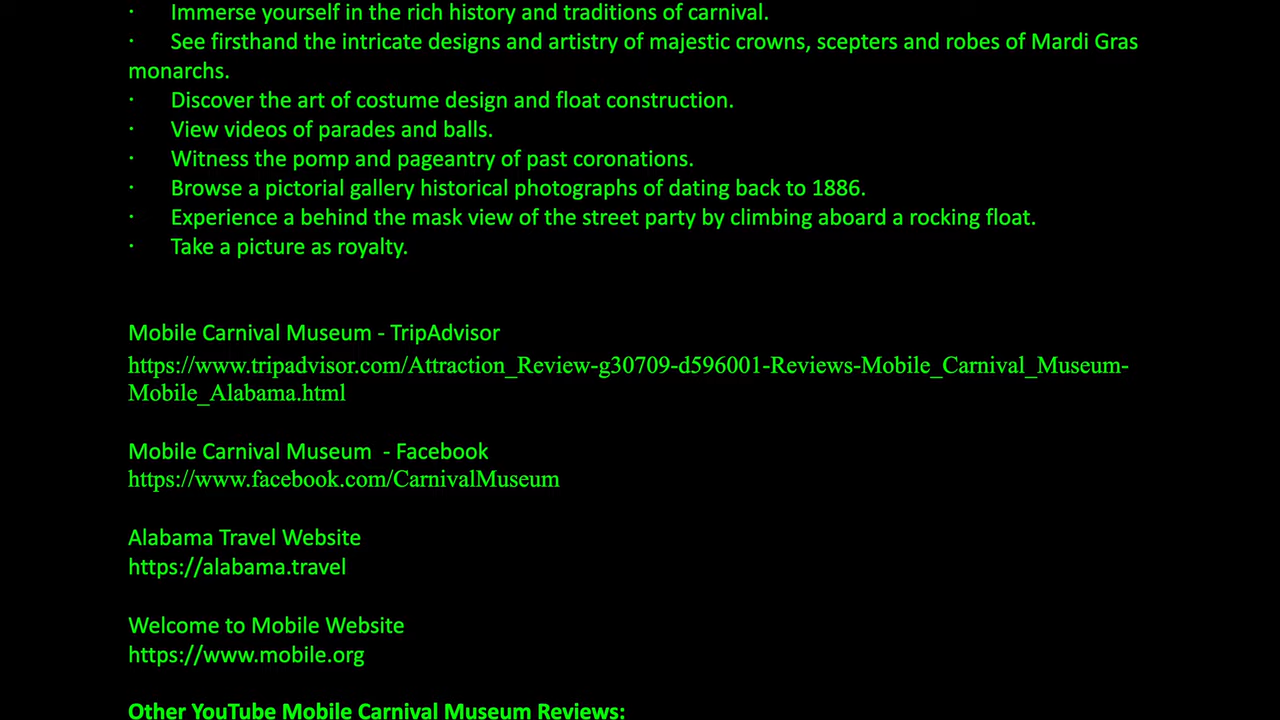 · Immerse yourself in the rich history and traditions of carnival.
· See firsthand the intricate designs and artistry of majestic crowns, scepters and robes of Mardi Gras
monarchs.
· Discover the art of costume design and float construction.
· View videos of parades and balls.
· Witness the pomp and pageantry of past coronations.
· Browse a pictorial gallery historical photographs of dating back to 1886.
· Experience a behind the mask view of the street party by climbing aboard a rocking float.
· Take a picture as royalty.
Mobile Carnival Museum - TripAdvisor
https://www.tripadvisor.com/Attraction_Review-g30709-d596001-Reviews-Mobile_Carnival_Museum-
Mobile_Alabama.html
Mobile Carnival Museum  - Facebook
https://www.facebook.com/CarnivalMuseum
Alabama Travel Website
https://alabama.travel
Welcome to Mobile Website
https://www.mobile.org
Other YouTube Mobile Carnival Museum Reviews: